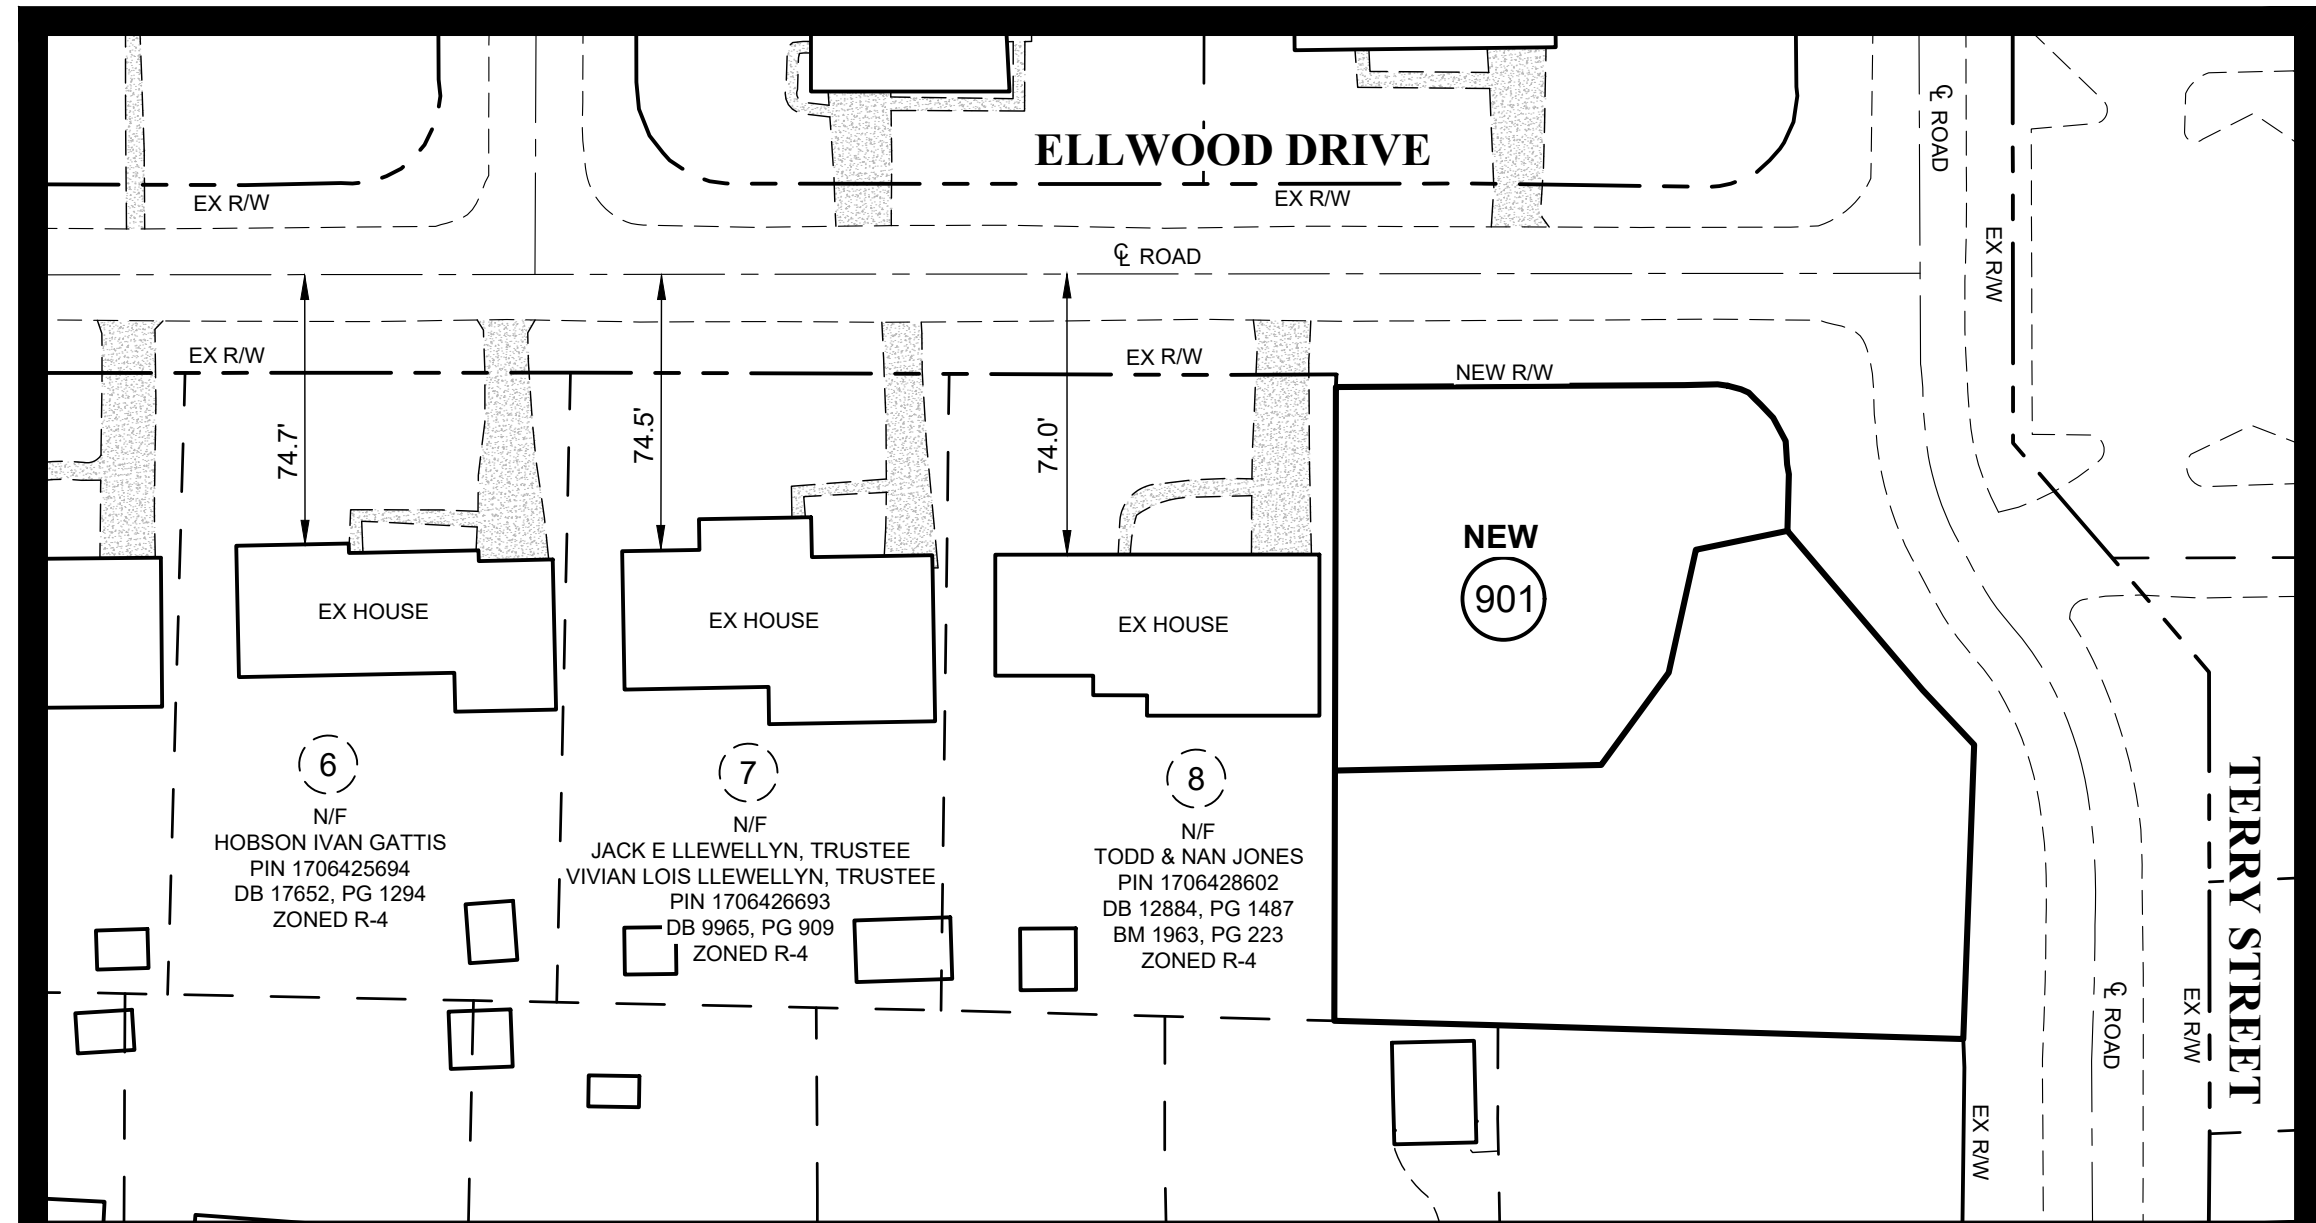 ℄ ROAD
ELLWOOD DRIVE
EX R/W
EX R/W
EX R/W
℄ ROAD
EX R/W
EX R/W
NEW R/W
74.7'
74.5'
74.0'
NEW
901
EX HOUSE
EX HOUSE
EX HOUSE
6
N/F
HOBSON IVAN GATTIS
PIN 1706425694
DB 17652, PG 1294
ZONED R-4
7
N/F
JACK E LLEWELLYN, TRUSTEE
VIVIAN LOIS LLEWELLYN, TRUSTEE
PIN 1706426693
DB 9965, PG 909
ZONED R-4
8
N/F
TODD & NAN JONES
PIN 1706428602
DB 12884, PG 1487
BM 1963, PG 223
ZONED R-4
TERRY STREET
℄ ROAD
EX R/W
EX R/W